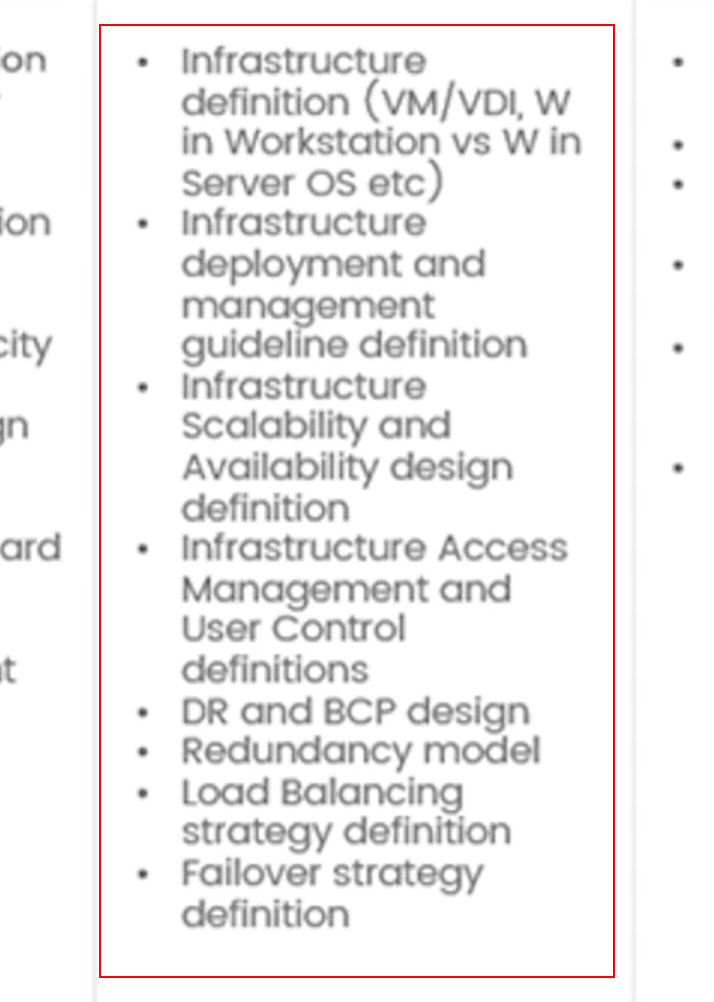 ion
• Infrastructure
definition (VM/VDI, W
in Workstation vs W in
Server OS etc)
ion
• Infrastructure
deployment and
management
city
guideline definition
• Infrastructure
gn
Scalability and
Availability design
definition
ard
• Infrastructure Access
Management and
User Control
nt
definitions
• DR and BCP design
• Redundancy model
• Load Balancing
strategy definition
• Failover strategy
definition